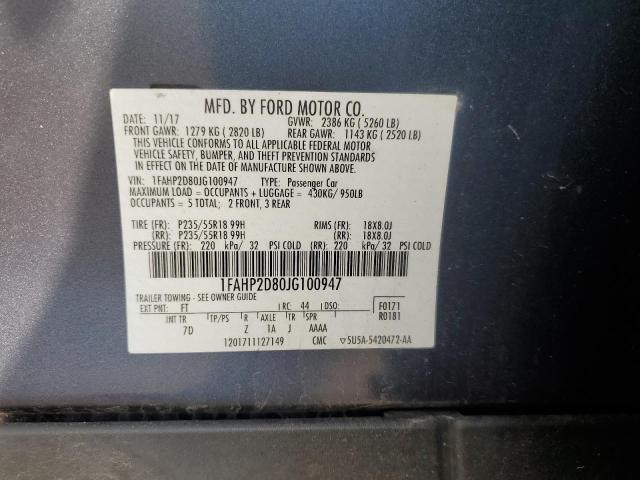 MFD. BY FORD MOTOR CO.
DATE: 11/17 GVWR: 2386 KG ( 5260 LB)
FRONT GAWR: 1279 KG ( 2820 LB) REAR GAWR: 1143 KG ( 2520 LB)
THIS VEHICLE CONFORMS TO ALL APPLICABLE FEDERAL MOTOR
VEHICLE SAFETY, BUMPER, AND THEFT PREVENTION STANDARDS
IN EFFECT ON THE DATE OF MANUFACTURE SHOWN ABOVE.
VIN: 1FAHP2D80JG100947 TYPE: Passenger Car
MAXIMUM LOAD = OCCUPANTS + LUGGAGE = 430KG/ 950LB
OCCUPANTS = 5 TOTAL; 2 FRONT, 3 REAR
TIRE (FR): P235/55R18 99H RIMS (FR): 18X8.0J
(RR): P235/55R18 99H (RR): 18X8.0J
PRESSURE (FR): 220 kPa/ 32 PSI COLD (RR): 220 kPa/ 32 PSI COLD
1FAHP2D80JG100947
TRAILER TOWING - SEE OWNER GUIDE
EXT PNT: FT RC: 44 DSO: F0171
INT TR TP/PS R AXLE TR SPR R0181
7D Z 1A J AAAA
1201711127149 CMC ▽5U5A-5420472-AA